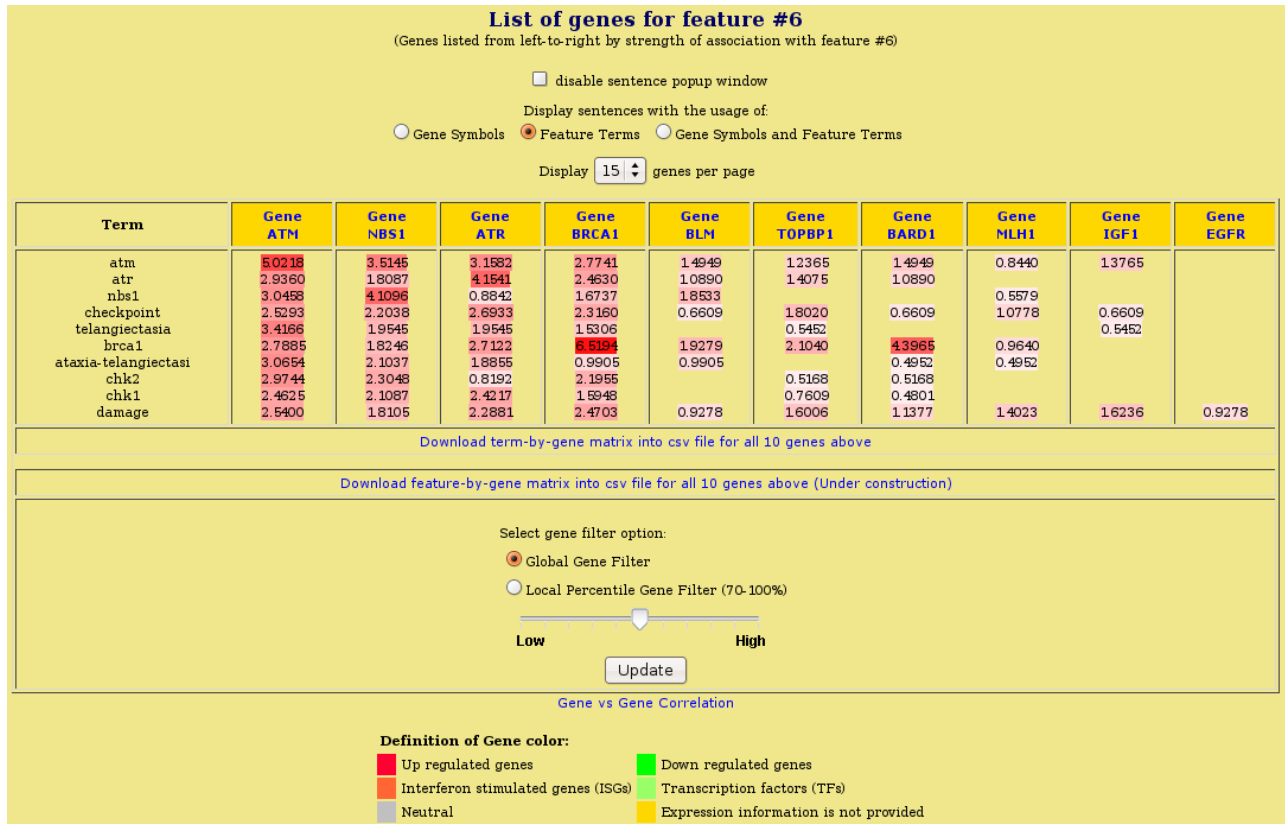 List of genes for feature #6
(Genes listed from left-to-right by strength of association with feature #6)
disable sentence popup window
Display sentences with the usage of:
Gene Symbols Feature Terms Gene Symbols and Feature Terms
Display 15 genes per page
Term Gene ATM Gene NBS1 Gene ATR Gene BRCA1 Gene BLM Gene TOPBP1 Gene BARD1 Gene MLH1 Gene IGF1 Gene EGFR
atm 5.0218 3.5145 3.1582 2.7741 1.4949 1.2365 1.4949 0.8440 1.3765
atr 2.9360 1.8087 4.1541 2.4630 1.0890 1.4075 1.0890
nbs1 3.0458 4.1096 0.8842 1.6737 1.8533 0.5579
checkpoint 2.5293 2.2038 2.6933 2.3160 0.6609 1.8020 0.6609 1.0778 0.6609
telangiectasia 3.4166 1.9545 1.9545 1.5306 0.5452 0.5452
brca1 2.7885 1.8246 2.7122 6.5194 1.9279 2.1040 4.3965 0.9640
ataxia-telangiectasi 3.0654 2.1037 1.8855 0.9905 0.9905 0.4952 0.4952
chk2 2.9744 2.3048 0.8192 2.1955 0.5168 0.5168
chk1 2.4625 2.1087 2.4217 1.5948 0.7609 0.4801
damage 2.5400 1.8105 2.2881 2.4703 0.9278 1.6006 1.1377 1.4023 1.6236 0.9278
Download term-by-gene matrix into csv file for all 10 genes above
Download feature-by-gene matrix into csv file for all 10 genes above (Under construction)
Select gene filter option:
Global Gene Filter
Local Percentile Gene Filter (70-100%)
Low High
Update
Gene vs Gene Correlation
Definition of Gene color:
Up regulated genes Down regulated genes
Interferon stimulated genes (ISGs) Transcription factors (TFs)
Neutral Expression information is not provided